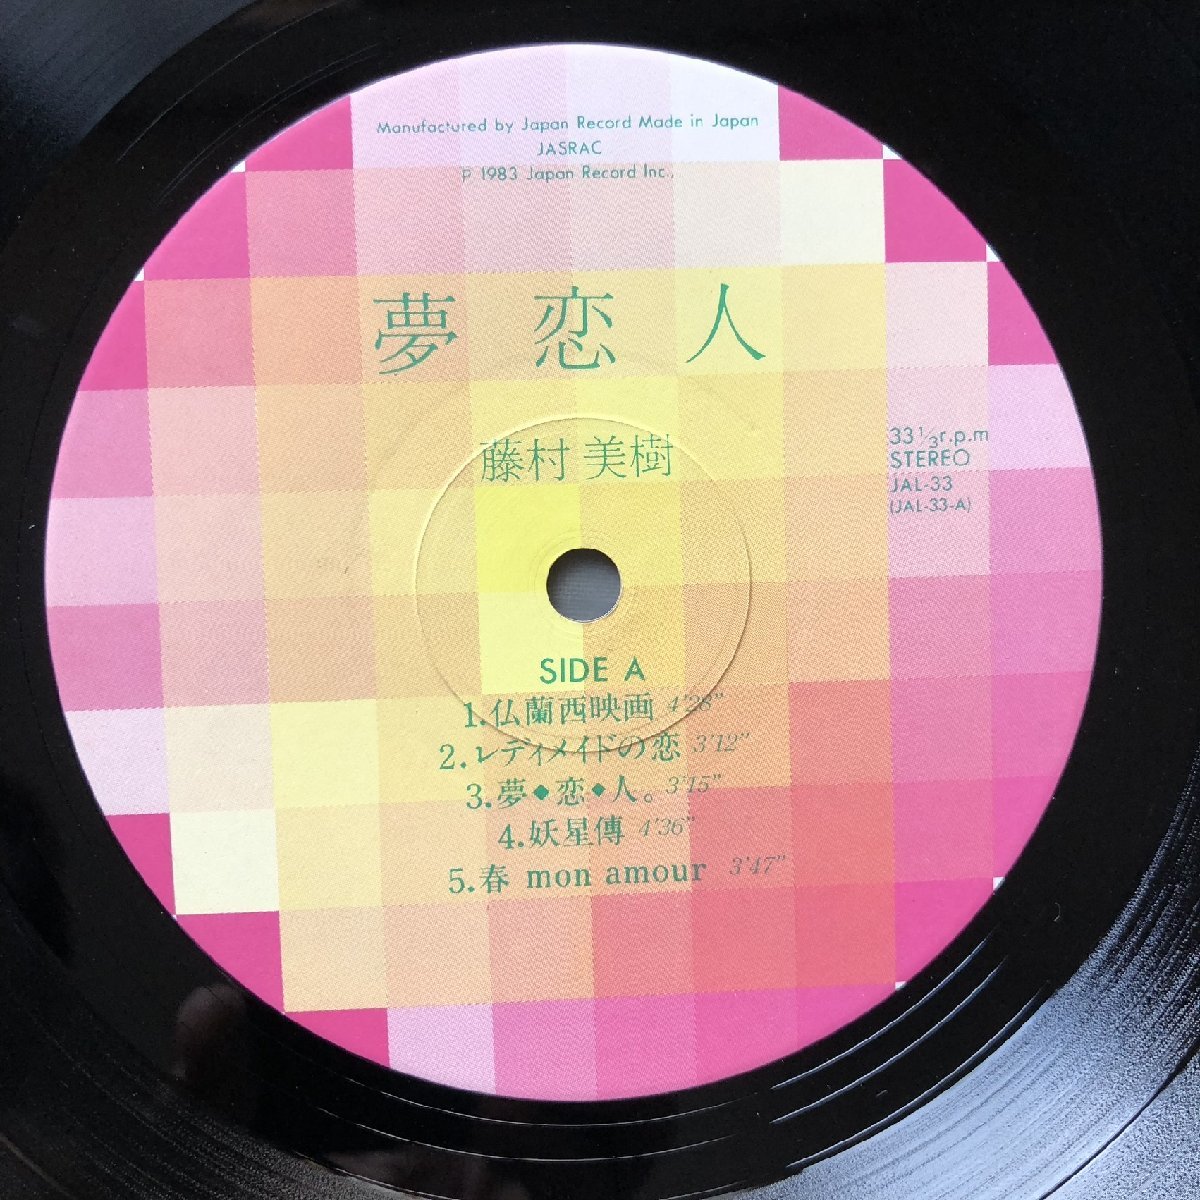 Manufactured by Japan Record Made in Japan
JASRAC
P 1983 Japan Record Inc.,
夢恋人
藤村美樹
33 1/3 r.p.m
STEREO
JAL-33
(JAL-33-A)
SIDE A
1.仏蘭西映画 4'28”
2.レディメイドの恋 3'12”
3.夢◆恋◆人。3'15”
4.妖星傳 4'36”
5.春 mon amour 3'47”